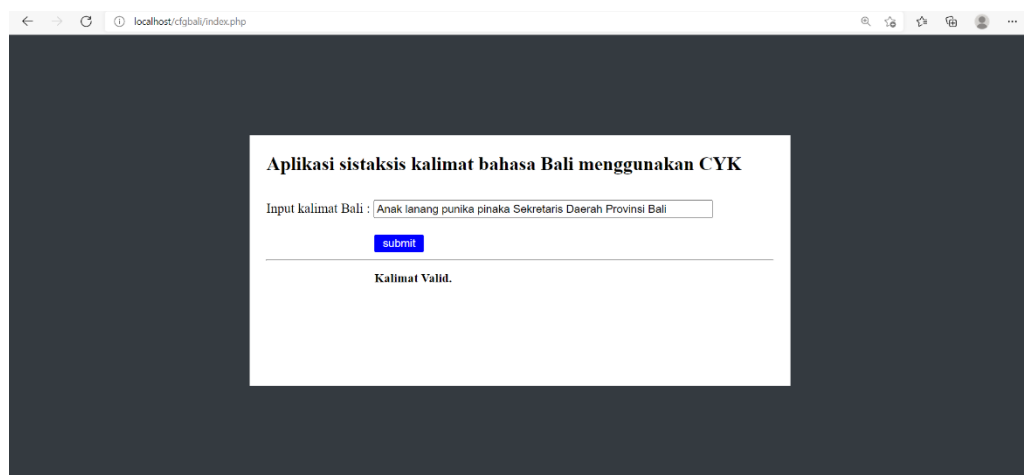 localhost/cfgbali/index.php
Aplikasi sistaksis kalimat bahasa Bali menggunakan CYK
Input kalimat Bali : Anak lanang punika pinaka Sekretaris Daerah Provinsi Bali
submit
Kalimat Valid.